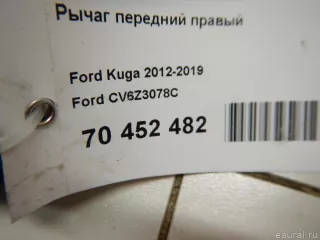 Рычаг передний правый
Ford Kuga 2012-2019
Ford CV6Z3078C
70 452 482
eaural.ru